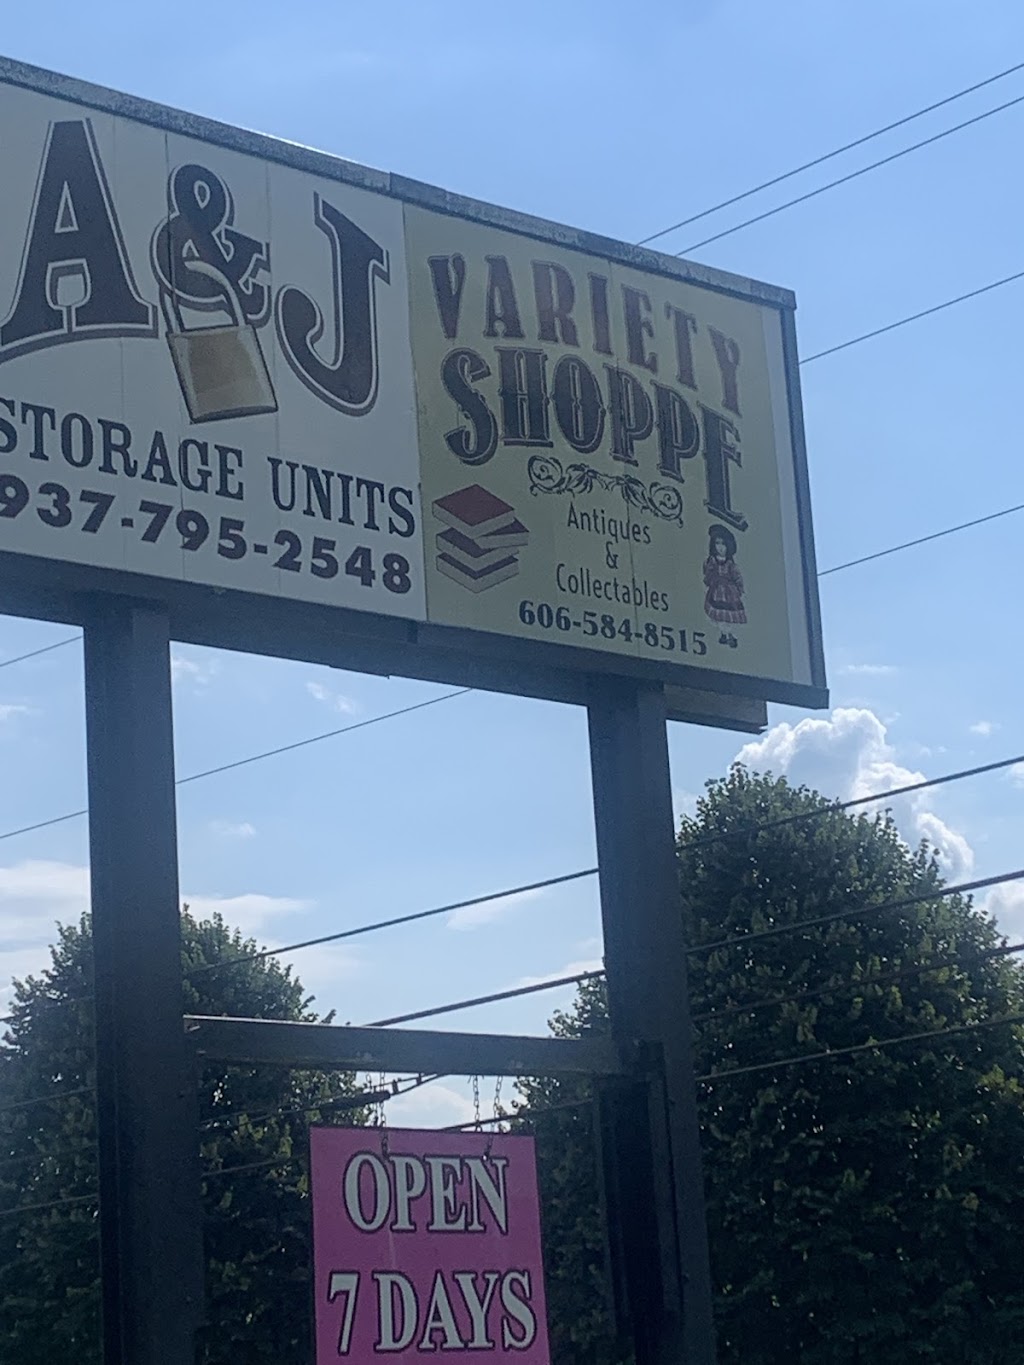 A&J
STORAGE UNITS
937-795-2548
VARIETY
SHOPPE
Antiques
&
Collectables
606-584-8515
OPEN
7 DAYS